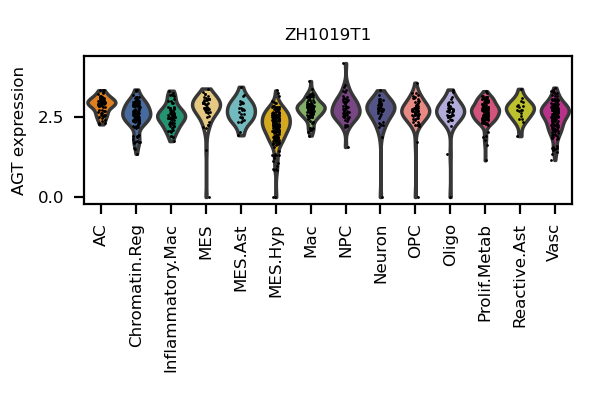 ZH1019T1
AGT expression
2.5
0.0
AC
Chromatin.Reg
Inflammatory.Mac
MES
MES.Ast
MES.Hyp
Mac
NPC
Neuron
OPC
Oligo
Prolif.Metab
Reactive.Ast
Vasc